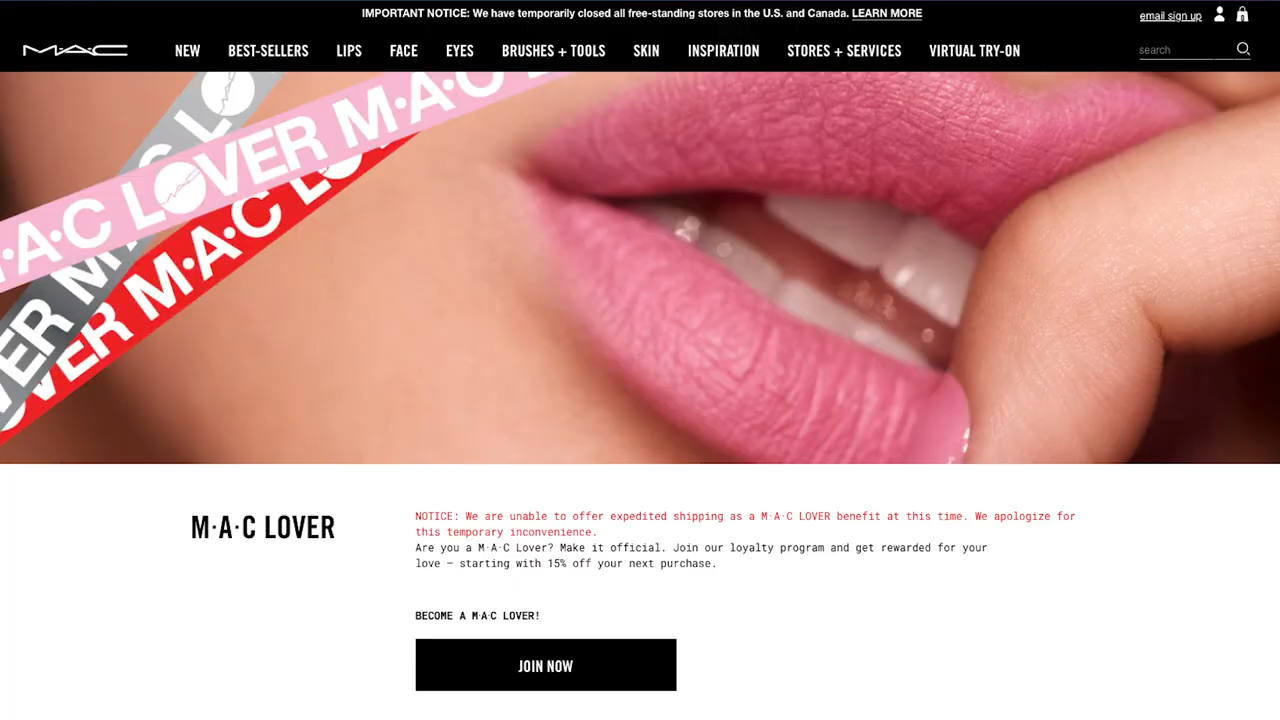 IMPORTANT NOTICE: We have temporarily closed all free-standing stores in the U.S. and Canada. LEARN MORE
email sign up
MAC
NEW BEST-SELLERS LIPS FACE EYES BRUSHES + TOOLS SKIN INSPIRATION STORES + SERVICES VIRTUAL TRY-ON
search
M·A·C LOVER M·A·C
M·A·C LOVER
M·A·C LO
M·A·C LOVER
NOTICE: We are unable to offer expedited shipping as a M·A·C LOVER benefit at this time. We apologize for
this temporary inconvenience.
Are you a M·A·C Lover? Make it official. Join our loyalty program and get rewarded for your
love – starting with 15% off your next purchase.
BECOME A M·A·C LOVER!
JOIN NOW